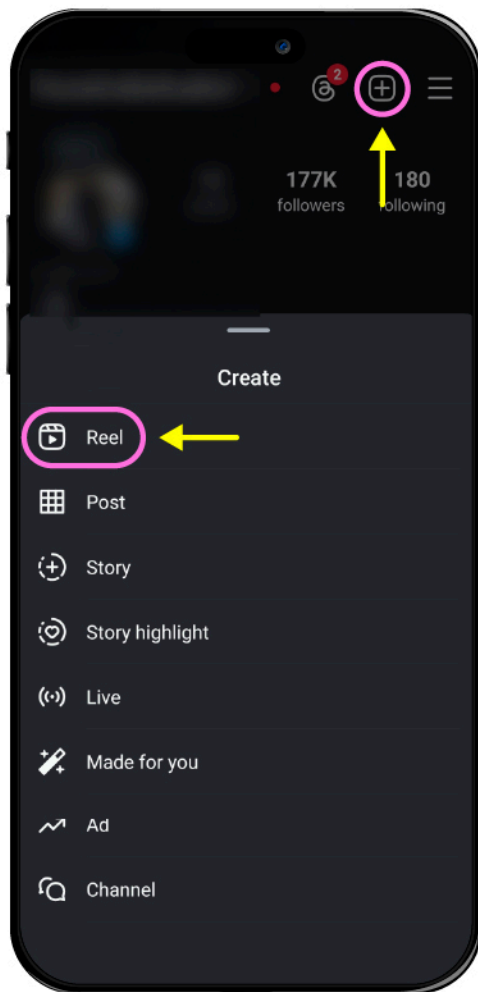 2
177K 180
followers following
Create
Reel
Post
Story
Story highlight
Live
Made for you
Ad
Channel